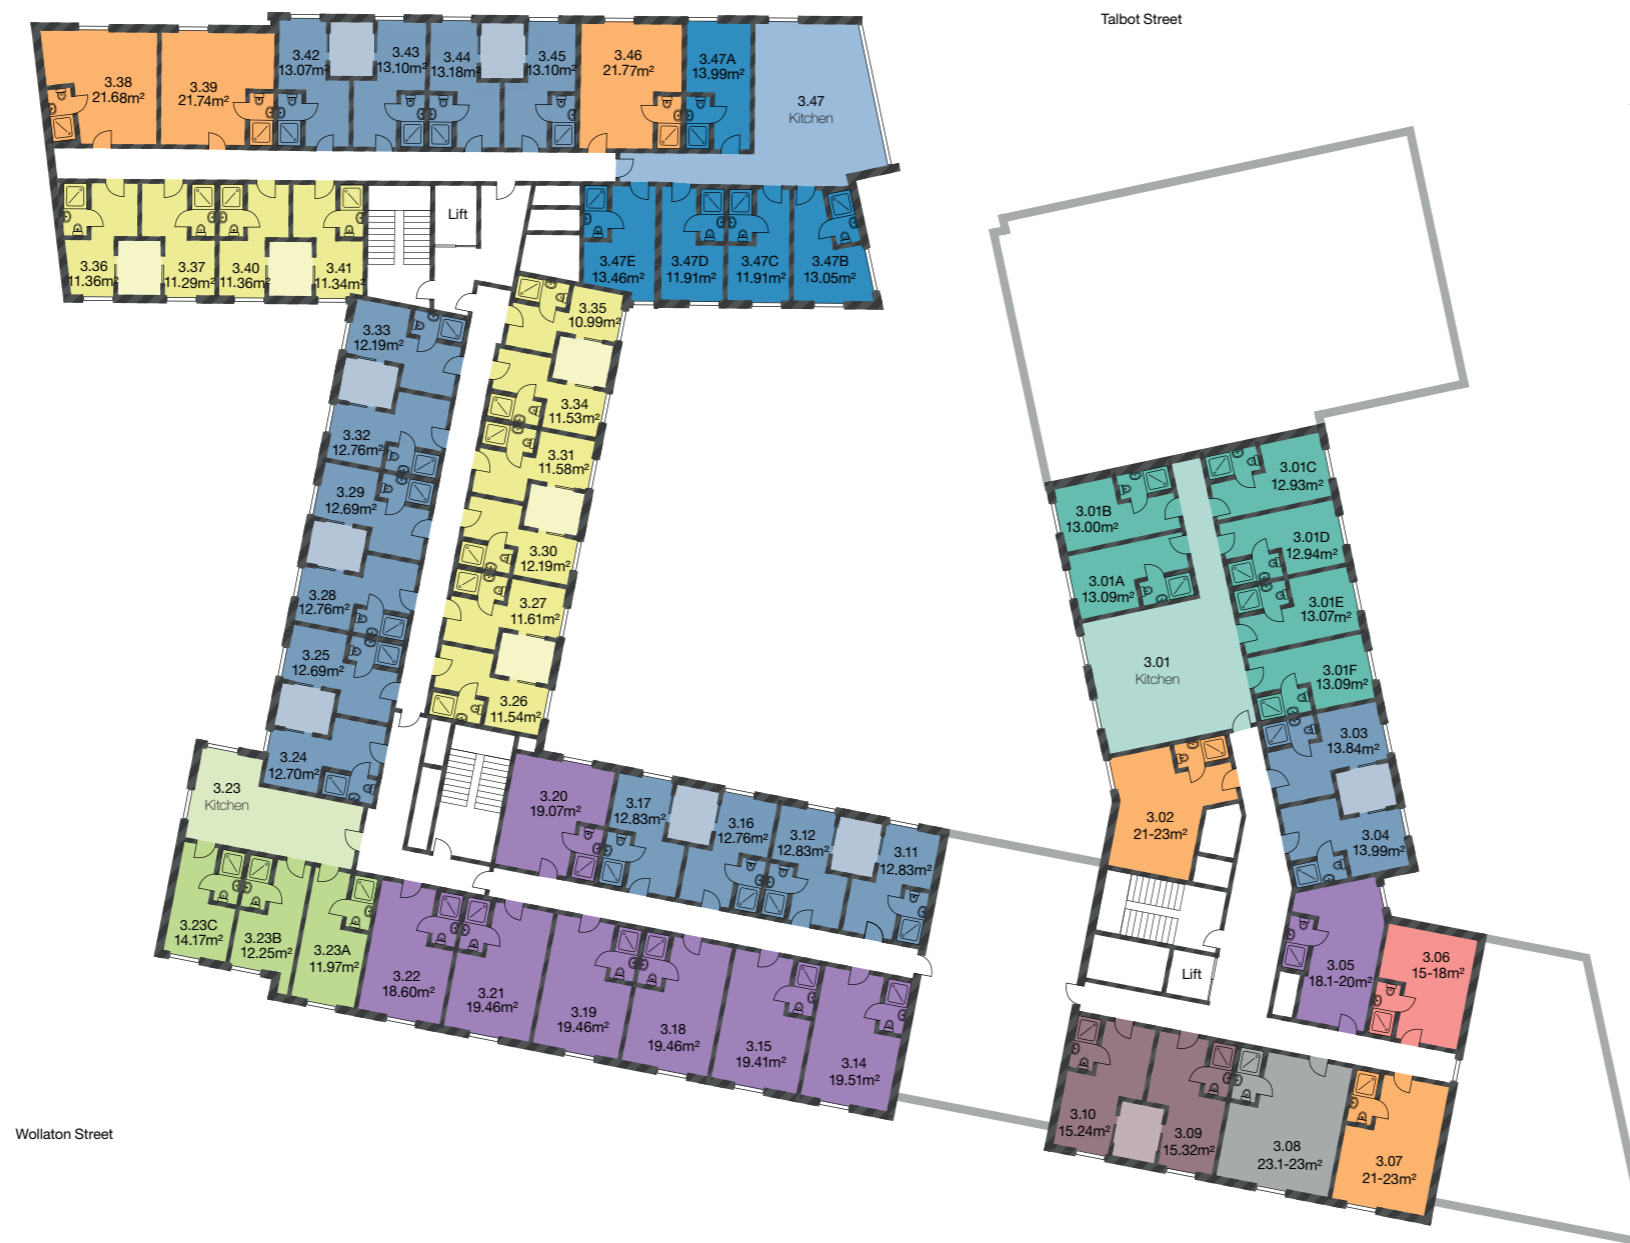 Talbot Street
3.38
21.68m²
3.39
21.74m²
3.42
13.07m²
3.43
13.10m²
3.44
13.18m²
3.45
13.10m²
3.46
21.77m²
3.47A
13.99m²
3.47
Kitchen
3.36
11.36m²
3.37
11.29m²
3.40
11.36m²
3.41
11.34m²
Lift
3.47E
13.46m²
3.47D
11.91m²
3.47C
11.91m²
3.47B
13.05m²
3.35
10.99m²
3.33
12.19m²
3.34
11.53m²
3.32
12.76m²
3.31
11.58m²
3.29
12.69m²
3.30
12.19m²
3.28
12.76m²
3.27
11.61m²
3.25
12.69m²
3.26
11.54m²
3.24
12.70m²
3.23
Kitchen
3.01C
12.93m²
3.01B
13.00m²
3.01D
12.94m²
3.01A
13.09m²
3.01E
13.07m²
3.01
Kitchen
3.01F
13.09m²
3.03
13.84m²
3.02
21-23m²
3.04
13.99m²
3.20
19.07m²
3.17
12.83m²
3.16
12.76m²
3.12
12.83m²
3.11
12.83m²
3.23C
14.17m²
3.23B
12.25m²
3.23A
11.97m²
3.22
18.60m²
3.21
19.46m²
3.19
19.46m²
3.18
19.46m²
3.15
19.41m²
3.14
19.51m²
Lift
3.05
18.1-20m²
3.06
15-18m²
3.10
15.24m²
3.09
15.32m²
3.08
23.1-23m²
3.07
21-23m²
Wollaton Street